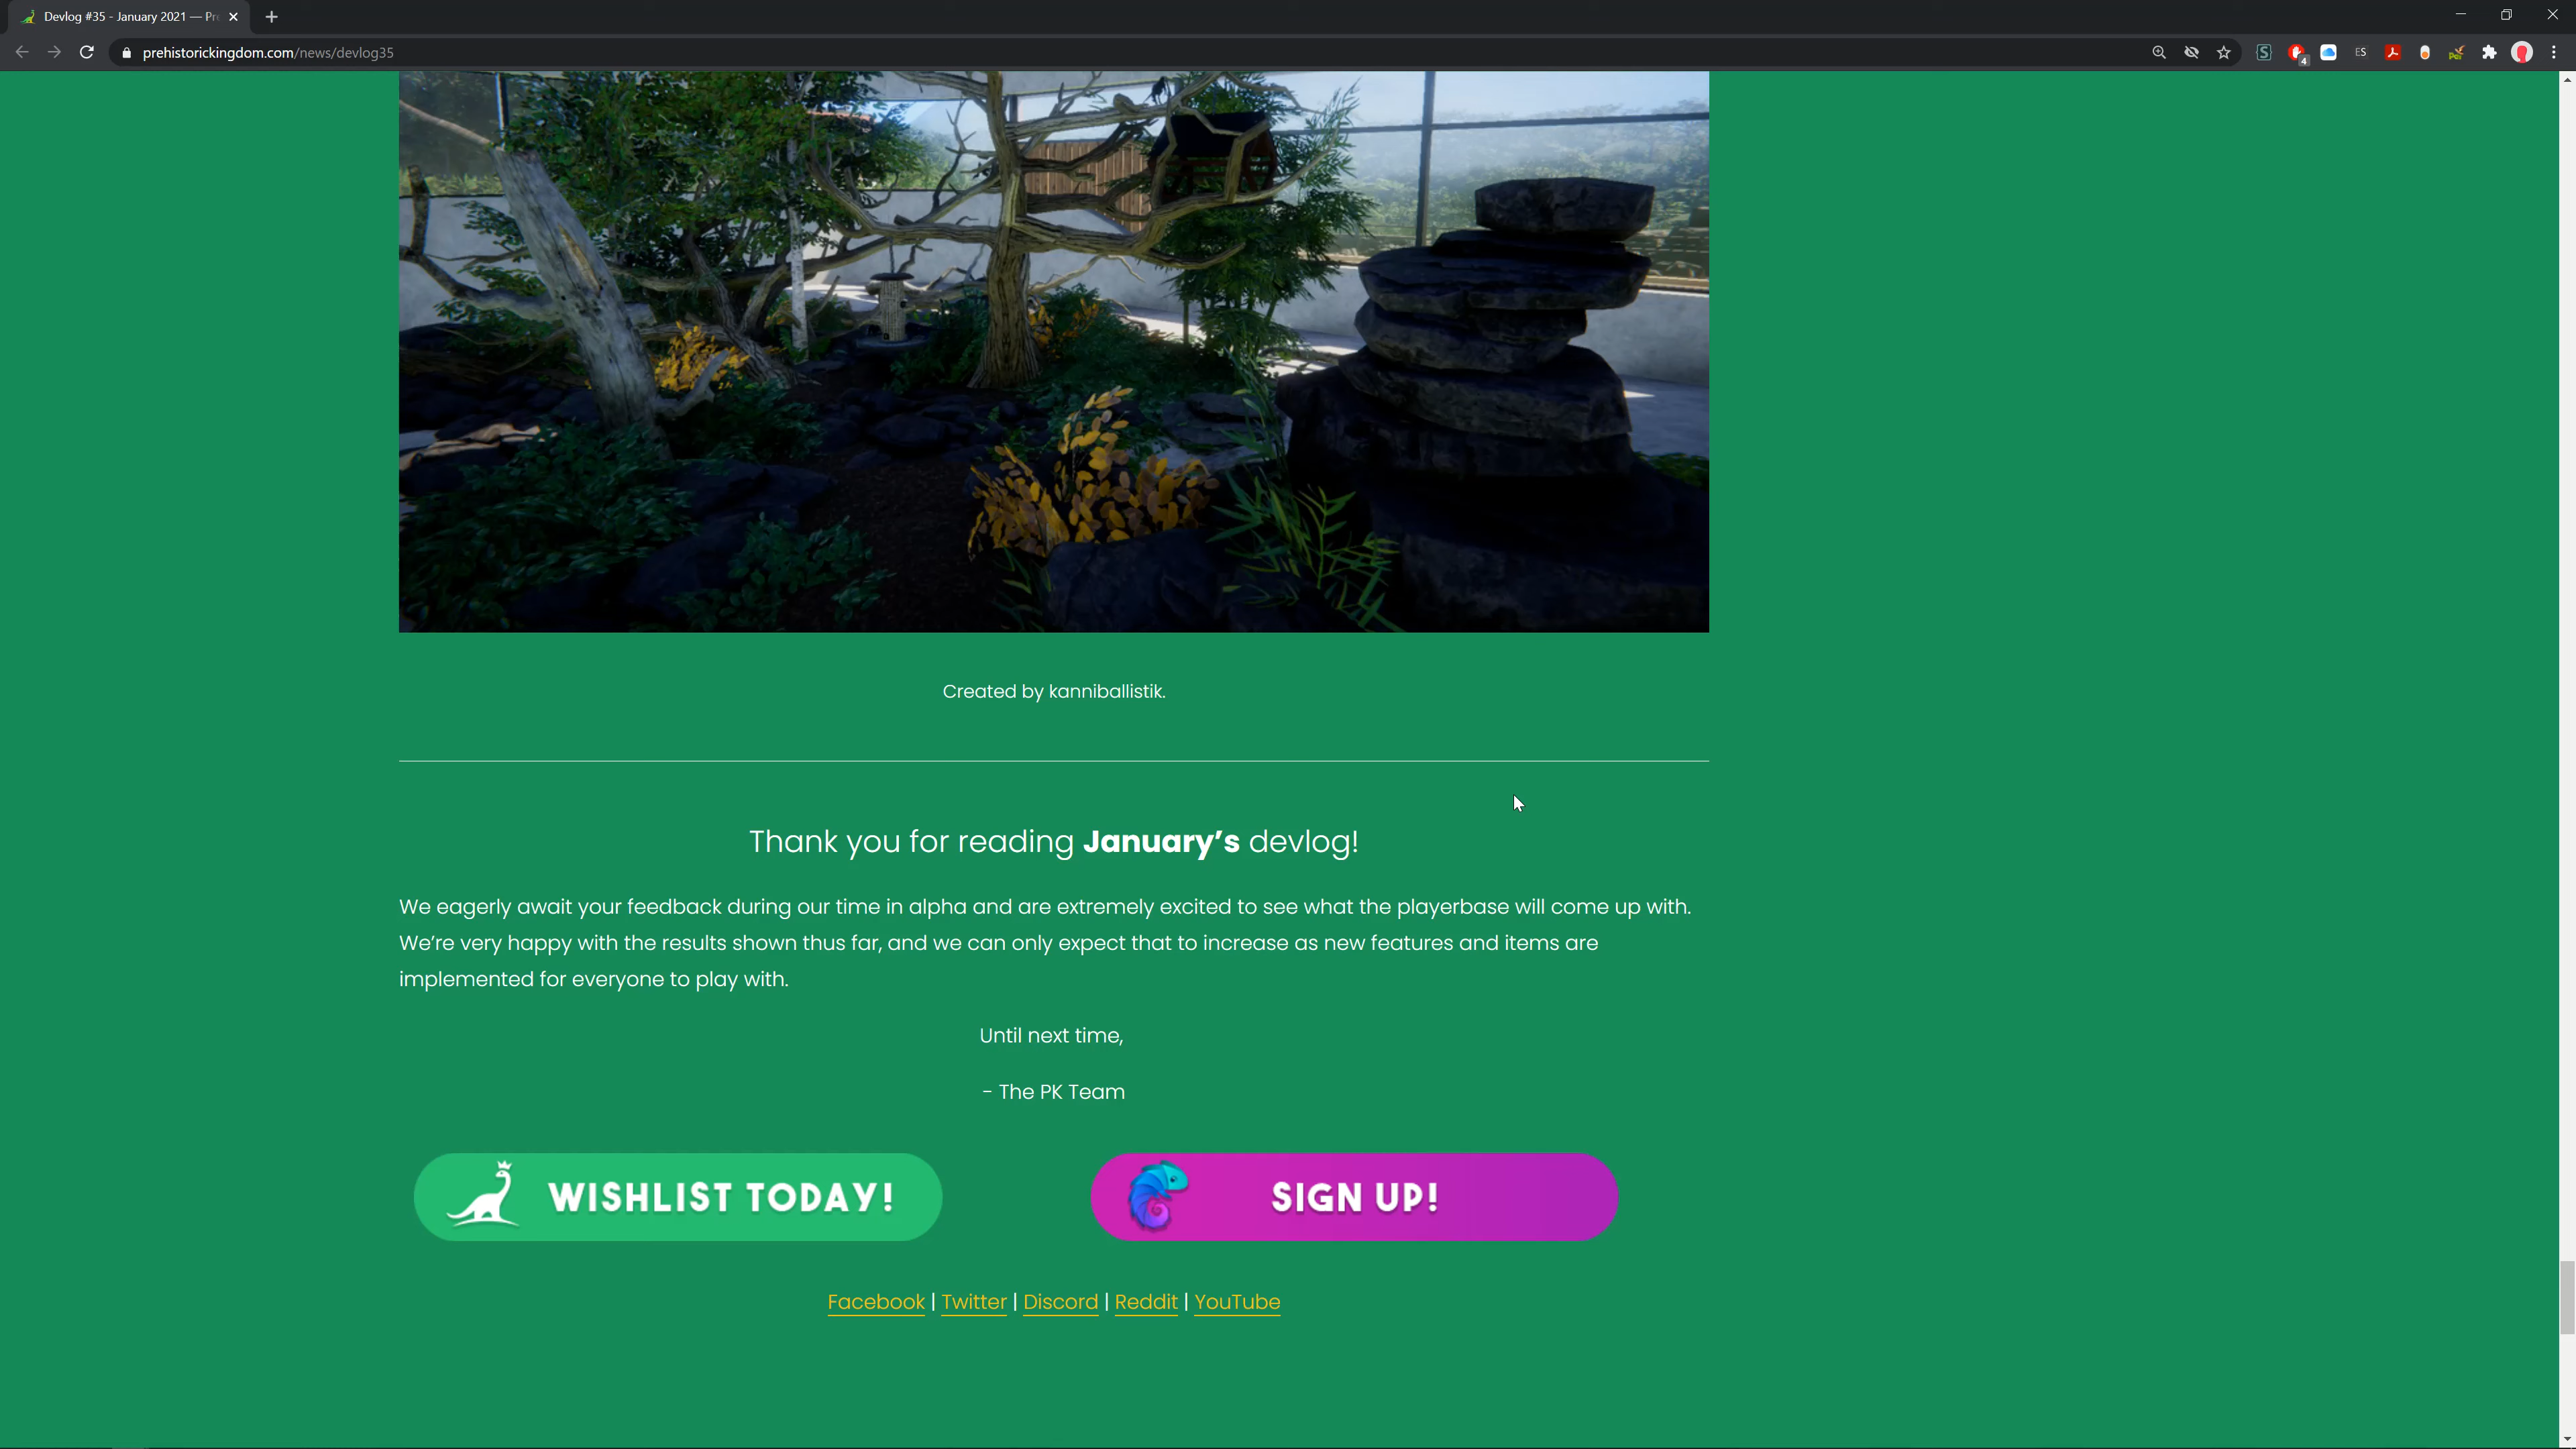 Devlog #35 - January 2021 — Pre
prehistorickingdom.com/news/devlog35
4
ES
Created by kanniballistik.
Thank you for reading January's devlog!
We eagerly await your feedback during our time in alpha and are extremely excited to see what the playerbase will come up with.
We're very happy with the results shown thus far, and we can only expect that to increase as new features and items are
implemented for everyone to play with.
Until next time,
- The PK Team
WISHLIST TODAY!
SIGN UP!
Facebook | Twitter | Discord | Reddit | YouTube